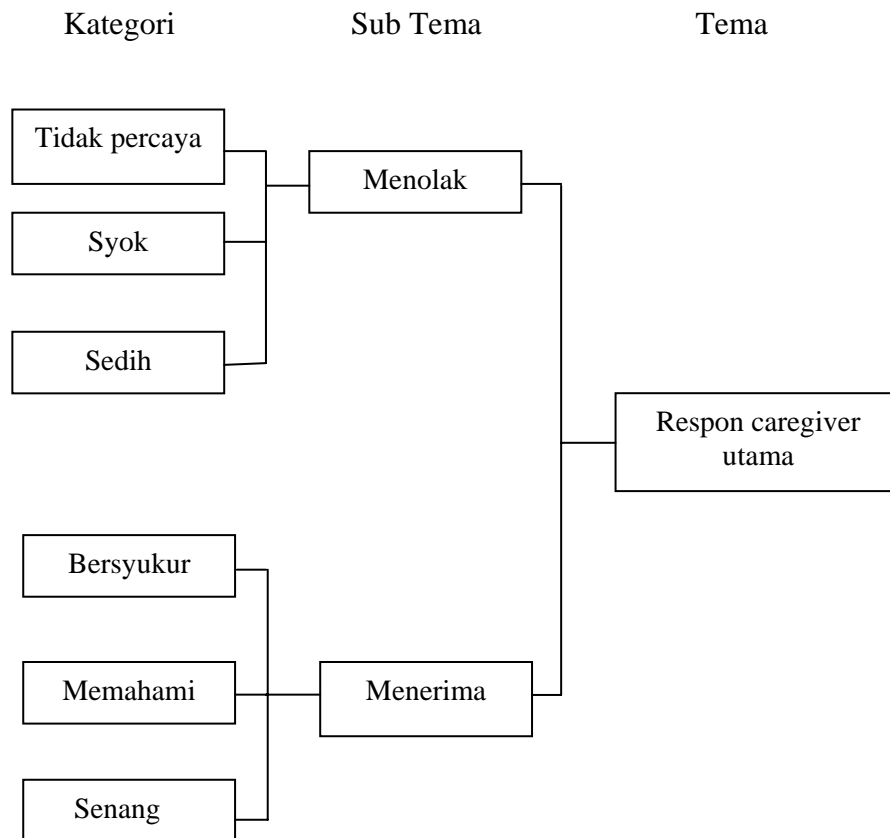 Kategori Sub Tema Tema
Tidak percaya
Menolak
Syok
Sedih
Respon caregiver
utama
Bersyukur
Memahami
Menerima
Senang